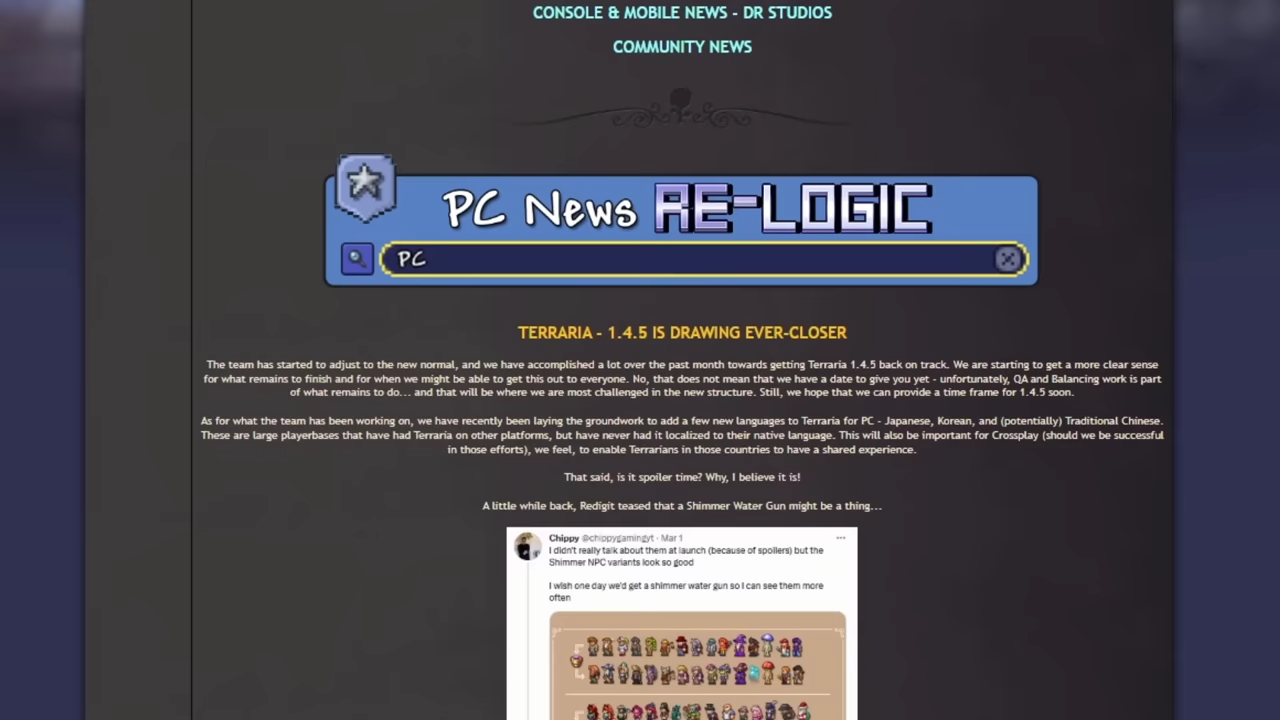 CONSOLE & MOBILE NEWS - DR STUDIOS
COMMUNITY NEWS
PC News RE-LOGIC
PC
TERRARIA - 1.4.5 IS DRAWING EVER-CLOSER
The team has started to adjust to the new normal, and we have accomplished a lot over the past month towards getting Terraria 1.4.5 back on track. We are starting to get a more clear sense
for what remains to finish and for when we might be able to get this out to everyone. No, that does not mean that we have a date to give you yet - unfortunately, QA and Balancing work is part
of what remains to do... and that will be where we are most challenged in the new structure. Still, we hope that we can provide a time frame for 1.4.5 soon.
As for what the team has been working on, we have recently been laying the groundwork to add a few new languages to Terraria for PC - Japanese, Korean, and (potentially) Traditional Chinese.
These are large playerbases that have had Terraria on other platforms, but have never had it localized to their native language. This will also be important for Crossplay (should we be successful
in those efforts), we feel, to enable Terrarians in those countries to have a shared experience.
That said, is it spoiler time? Why, I believe it is!
A little while back, Redigit teased that a Shimmer Water Gun might be a thing...
Chippy @chippygamingyt · Mar 1
I didn't really talk about them at launch (because of spoilers) but the
Shimmer NPC variants look so good
I wish one day we'd get a shimmer water gun so I can see them more
often